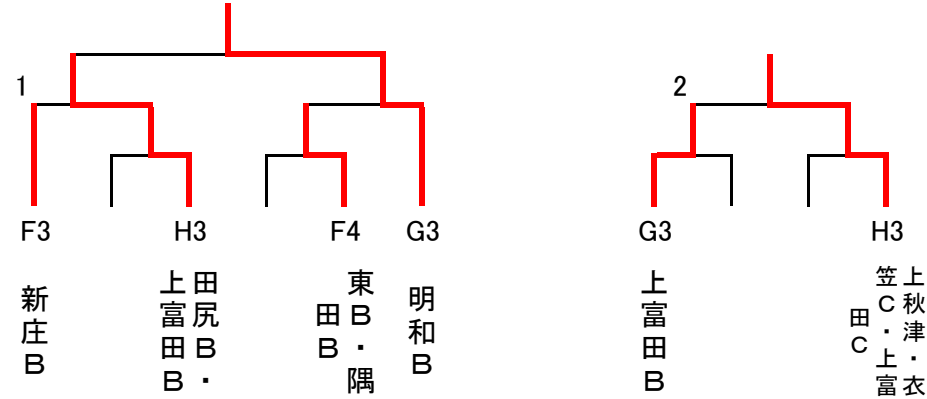 1
2
F3
H3
F4
G3
G3
H3
新庄B
田尻B・
上富田B
東B・隅
田B
明和B
上富田B
上秋津・衣
笠C・上富
田C